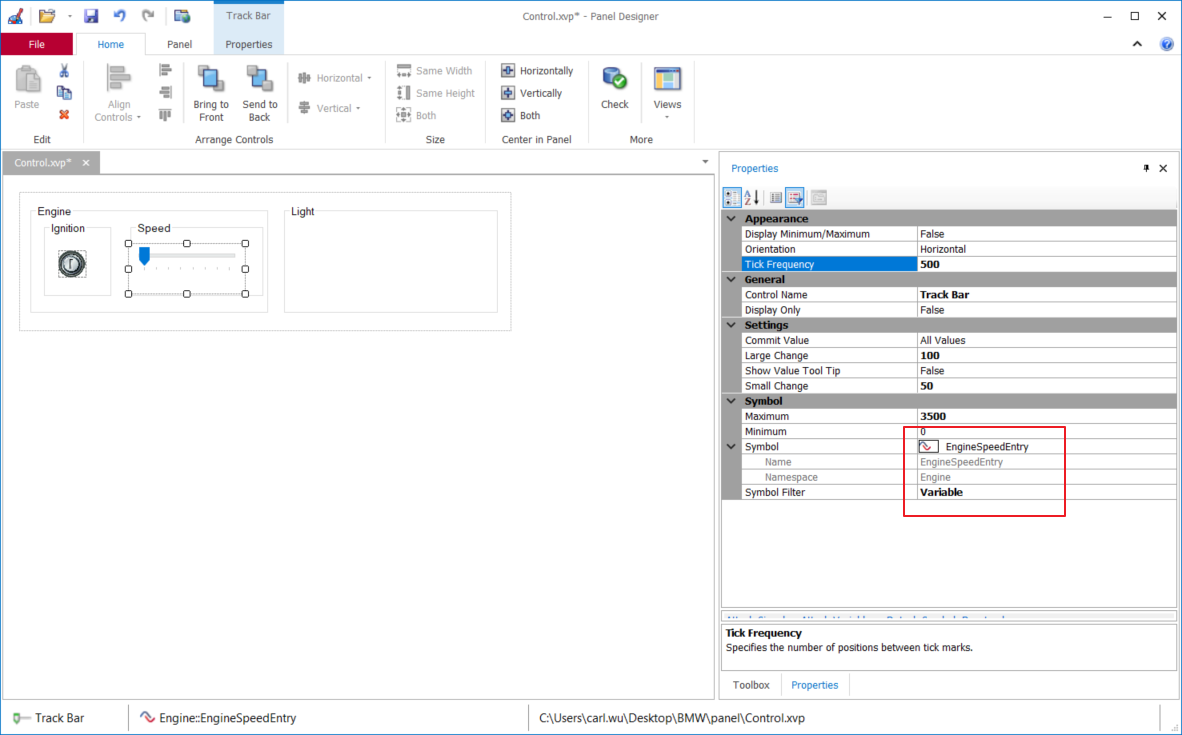 Track Bar
Control.xvp* - Panel Designer
File
Home
Panel
Properties
Paste
Align
Controls
Bring to
Front
Send to
Back
Horizontal
Vertical
Same Width
Same Height
Both
Horizontally
Vertically
Both
Check
Views
Edit
Arrange Controls
Size
Center in Panel
More
Control.xvp*
Engine
Ignition
Speed
Light
Properties
Appearance
Display Minimum/Maximum False
Orientation Horizontal
Tick Frequency 500
General
Control Name Track Bar
Display Only False
Settings
Commit Value All Values
Large Change 100
Show Value Tool Tip False
Small Change 50
Symbol
Maximum 3500
Minimum 0
Symbol EngineSpeedEntry
Name EngineSpeedEntry
Namespace Engine
Symbol Filter Variable
Tick Frequency
Specifies the number of positions between tick marks.
Toolbox
Properties
Track Bar
Engine::EngineSpeedEntry
C:\Users\carl.wu\Desktop\BMW\panel\Control.xvp